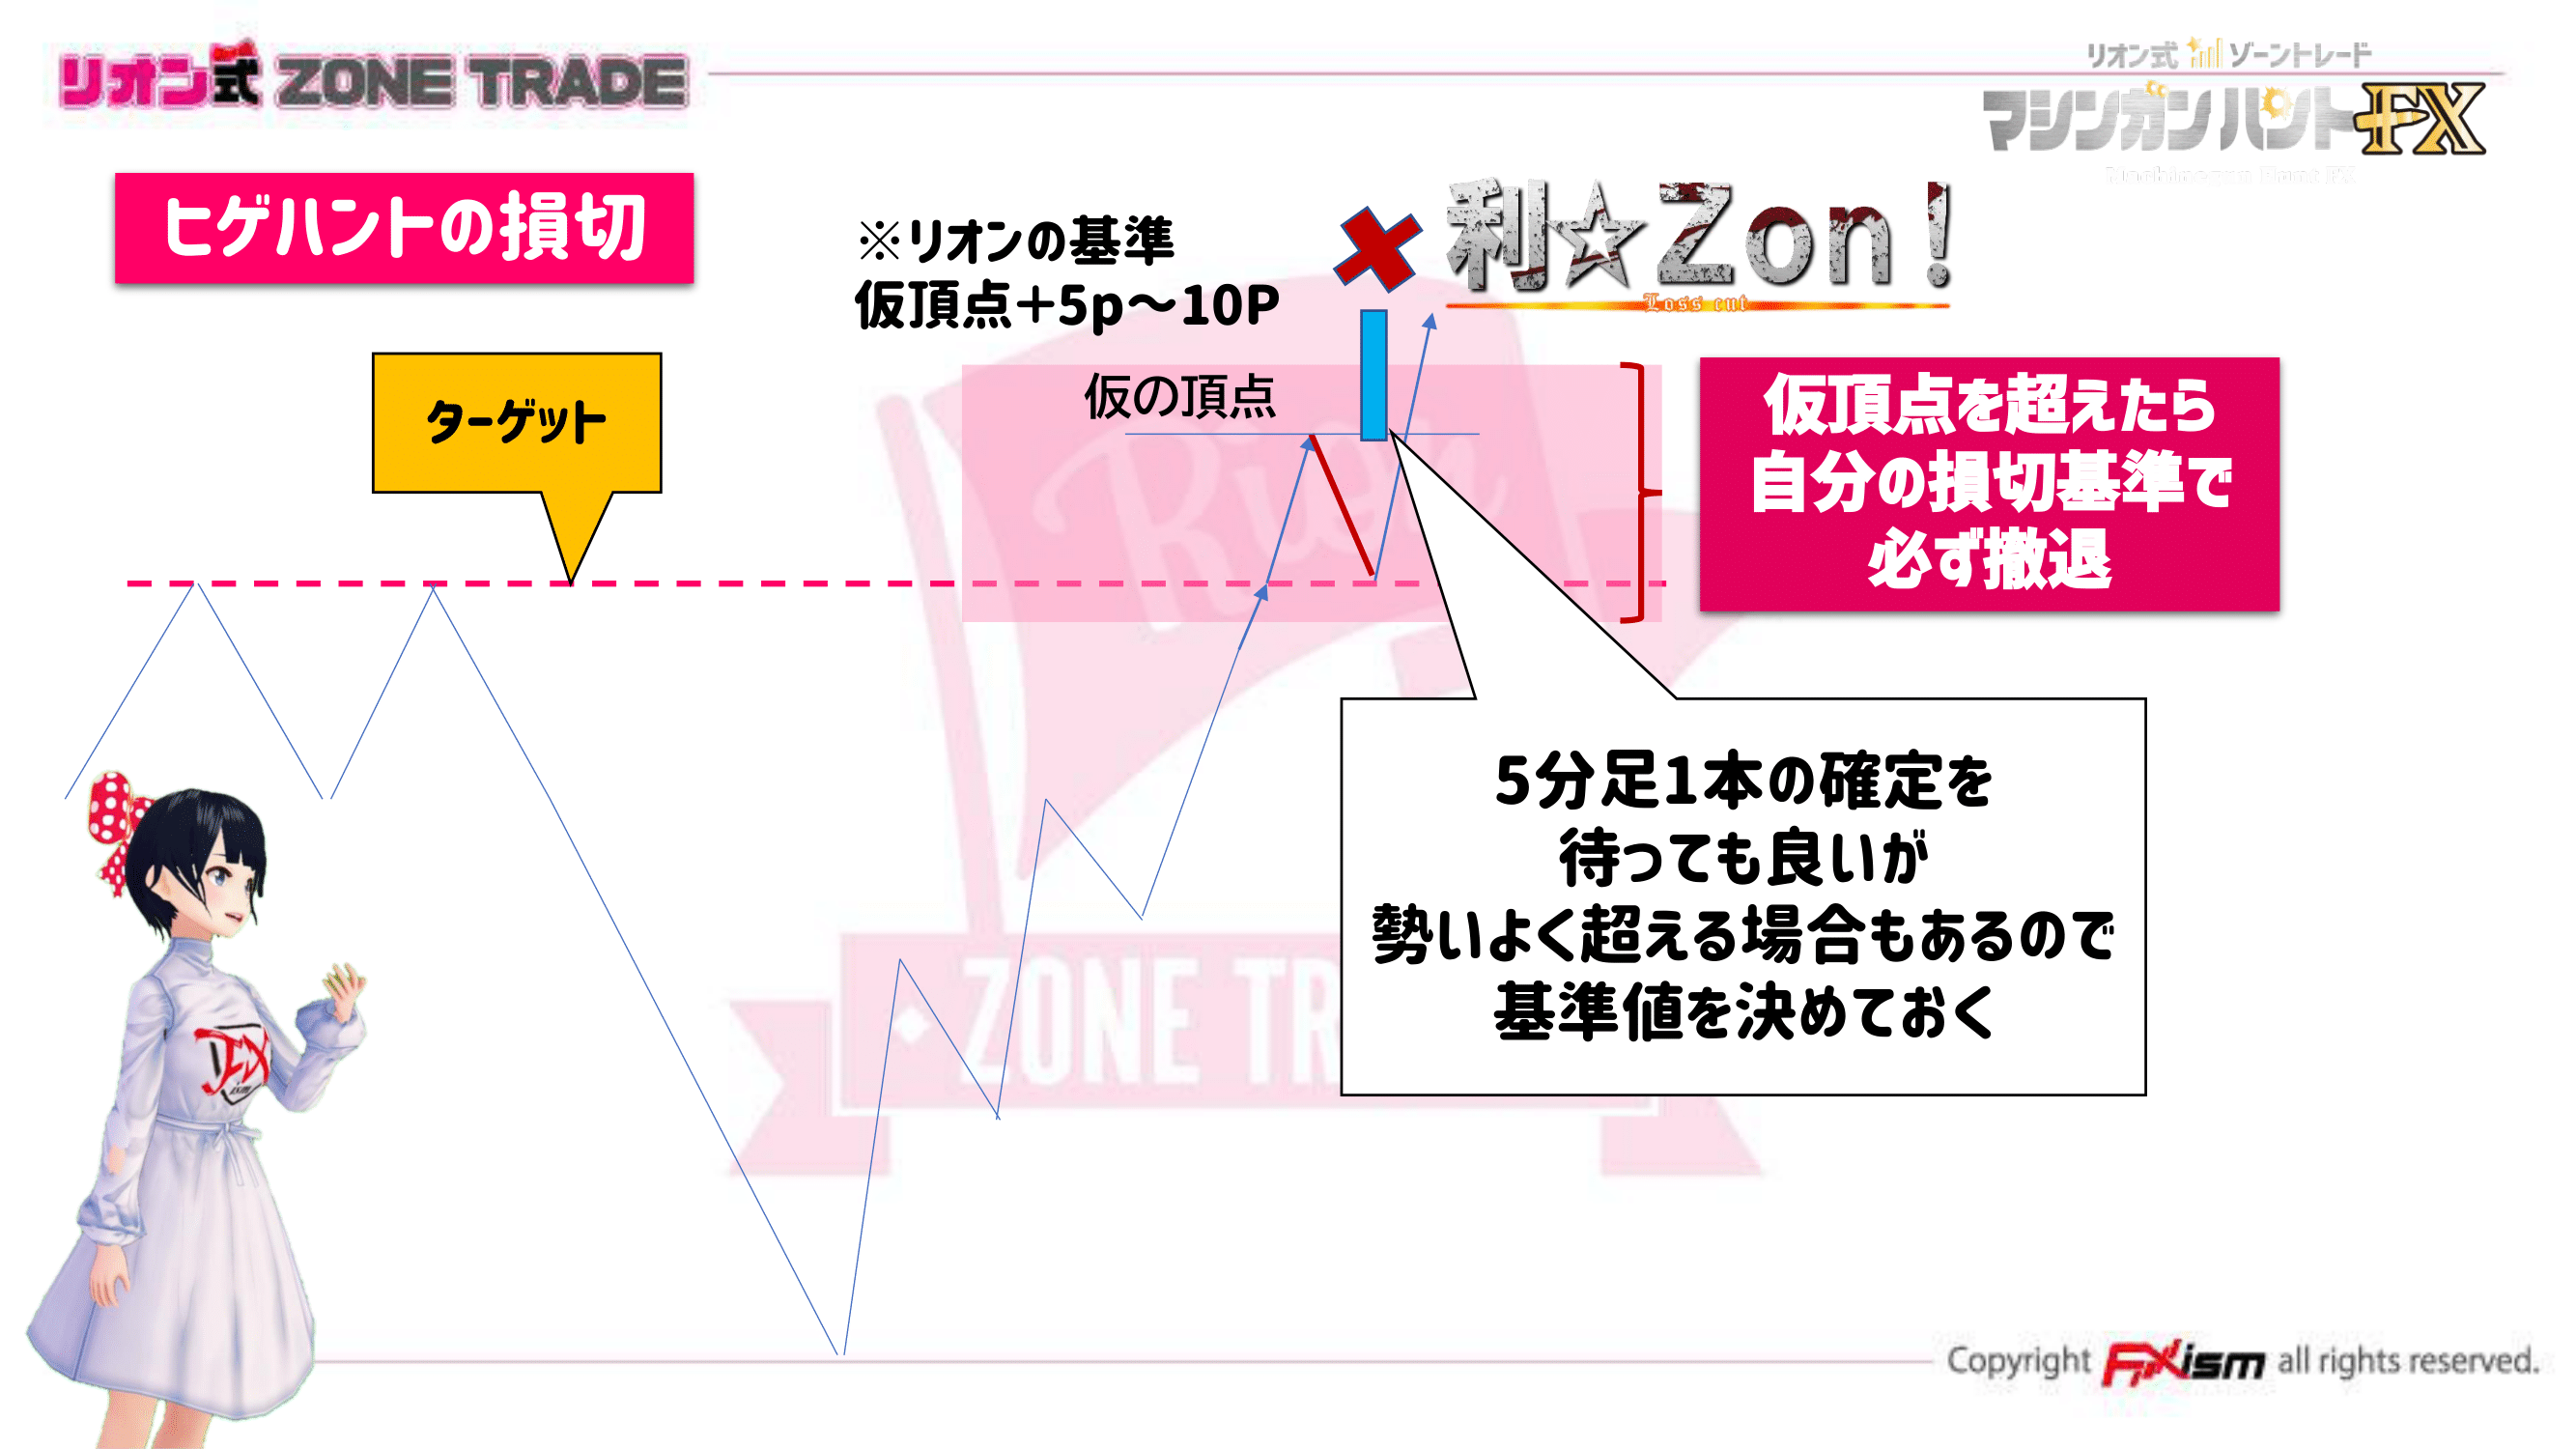 リオン式 ZONE TRADE
リオン式 ゾーントレード
マシンガンハントFX
Machinegun Hunt FX
ヒゲハントの損切
※リオンの基準
仮頂点+5p～10P
利☆Zon!
Loss cut
ターゲット
仮の頂点
仮頂点を超えたら
自分の損切基準で
必ず撤退
5分足1本の確定を
待っても良いが
勢いよく超える場合もあるので
基準値を決めておく
FX
ism
ZONE TR
Copyright FXism all rights reserved.